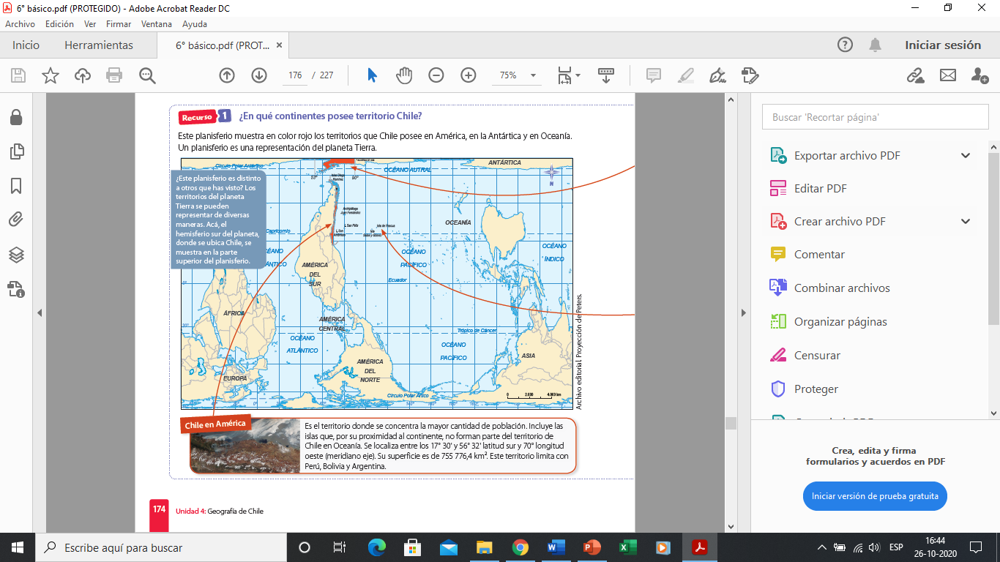 6° básico.pdf (PROTEGIDO) - Adobe Acrobat Reader DC
Archivo Edición Ver Firmar Ventana Ayuda
Inicio Herramientas 6° básico.pdf (PROT... × Iniciar sesión
176 / 227 75%
Recurso 1 ¿En qué continentes posee territorio Chile?
Este planisferio muestra en color rojo los territorios que Chile posee en América, en la Antártica y en Oceanía.
Un planisferio es una representación del planeta Tierra.
¿Este planisferio es distinto
a otros que has visto? Los
territorios del planeta
Tierra se pueden
representar de diversas
maneras. Acá, el
hemisferio sur del planeta,
donde se ubica Chile, se
muestra en la parte
superior del planisferio.
Círculo Polar Antártico
ANTÁRTICA
OCÉANO AUTRAL
53° 90°
Islas Diego
Ramírez
N
Archipiélago
Juan Fernández
I. San Félix
I. San
Ambrosio
Isla de Pascua
Isla
Salas y Gómez
OCEANÍA
Capricornio
OCÉANO
ÍNDICO
OCÉANO
PACÍFICO
AMÉRICA
DEL
SUR
Ecuador
ÁFRICA
AMÉRICA
CENTRAL
Trópico de Cáncer
OCÉANO
ATLÁNTICO
OCÉANO
PACÍFICO
ASIA
AMÉRICA
DEL
NORTE
EUROPA
Círculo Polar Ártico
0 2.000 4.000 km
Archivo editorial. Proyección de Peters.
Chile en América
Es el territorio donde se concentra la mayor cantidad de población. Incluye las
islas que, por su proximidad al continente, no forman parte del territorio de
Chile en Oceanía. Se localiza entre los 17° 30' y 56° 32' latitud sur y 70° longitud
oeste (meridiano eje). Su superficie es de 755 776,4 km². Este territorio limita con
Perú, Bolivia y Argentina.
174 Unidad 4: Geografía de Chile
Buscar 'Recortar página'
Exportar archivo PDF
Editar PDF
Crear archivo PDF
Comentar
Combinar archivos
Organizar páginas
Censurar
Proteger
Crea, edita y firma
formularios y acuerdos en PDF
Iniciar versión de prueba gratuita
Escribe aquí para buscar
ESP
16:44
26-10-2020